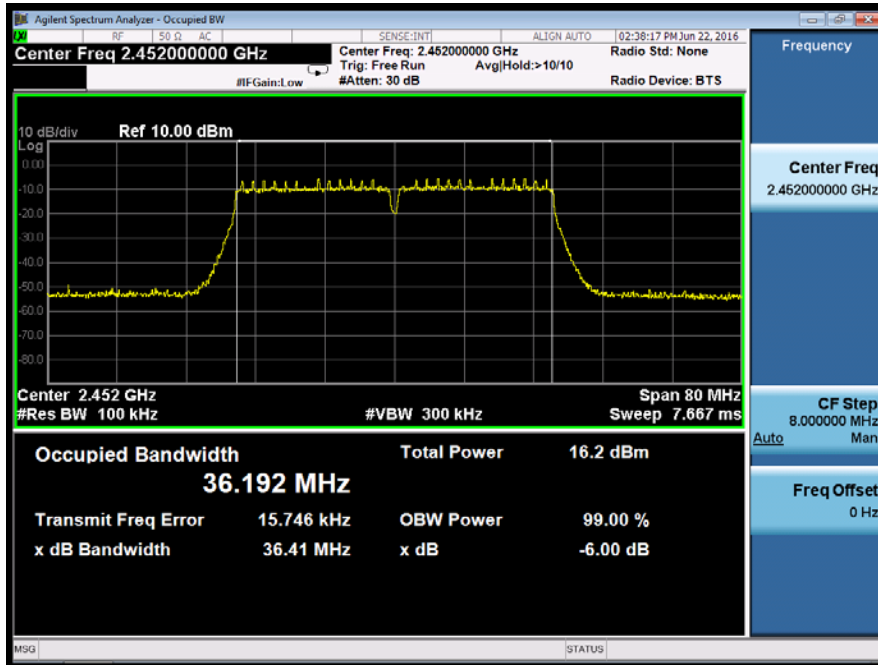 Agilent Spectrum Analyzer - Occupied BW
LXI RF 50 Ω AC SENSE:INT ALIGN AUTO 02:38:17 PM Jun 22, 2016
Center Freq 2.452000000 GHz
Center Freq: 2.452000000 GHz Radio Std: None
Trig: Free Run Avg|Hold:>10/10
#IFGain:Low #Atten: 30 dB Radio Device: BTS
10 dB/div Ref 10.00 dBm
Log
0.00
-10.0
-20.0
-30.0
-40.0
-50.0
-60.0
-70.0
-80.0
Center 2.452 GHz Span 80 MHz
#Res BW 100 kHz #VBW 300 kHz Sweep 7.667 ms
Occupied Bandwidth Total Power 16.2 dBm
36.192 MHz
Transmit Freq Error 15.746 kHz OBW Power 99.00 %
x dB Bandwidth 36.41 MHz x dB -6.00 dB
MSG STATUS
Frequency
Center Freq
2.452000000 GHz
CF Step
8.000000 MHz
Auto Man
Freq Offset
0 Hz